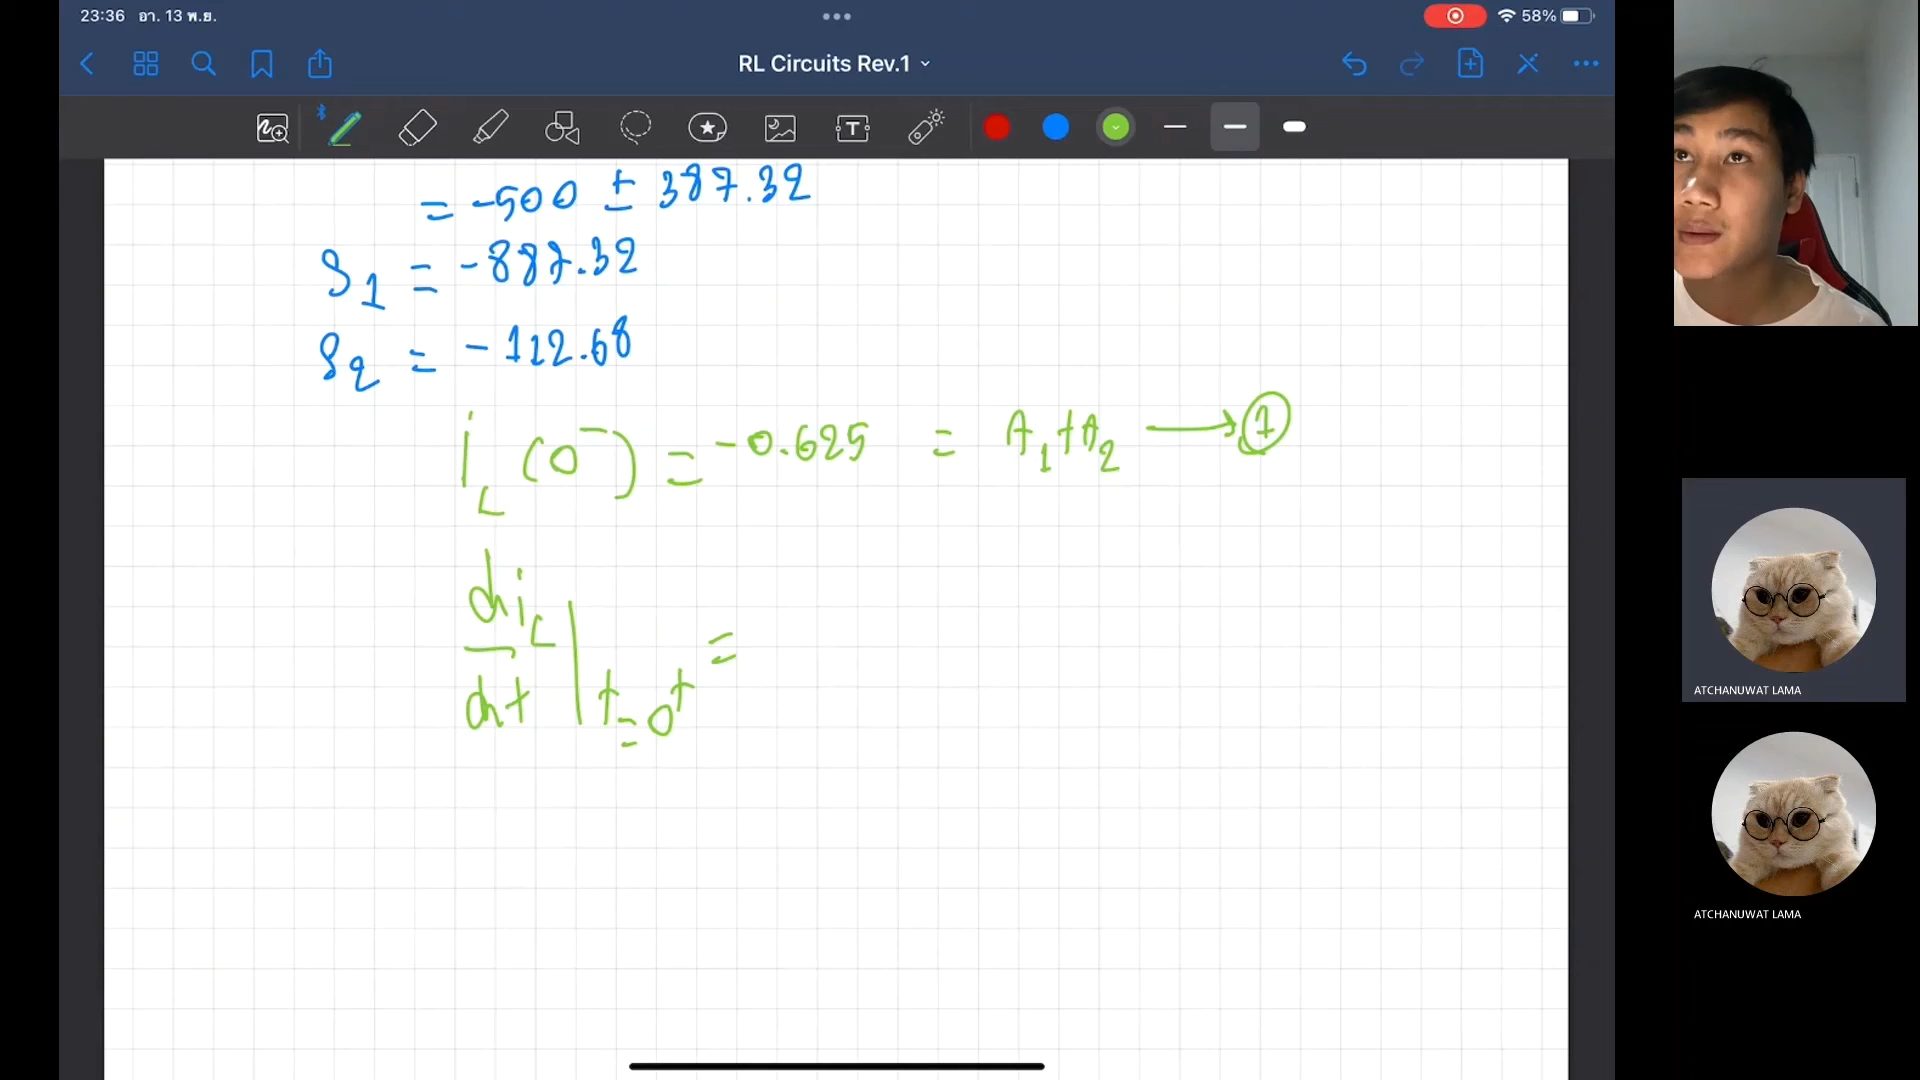 23:36 อา. 13 พ.ย.
58%
RL Circuits Rev.1
= -500 ± 387.32
S1 = -887.32
S2 = -112.68
iL(0⁻) = -0.625 = A1+A2 → ①
diL/dt | t=0⁺ =
ATCHANUWAT LAMA
ATCHANUWAT LAMA